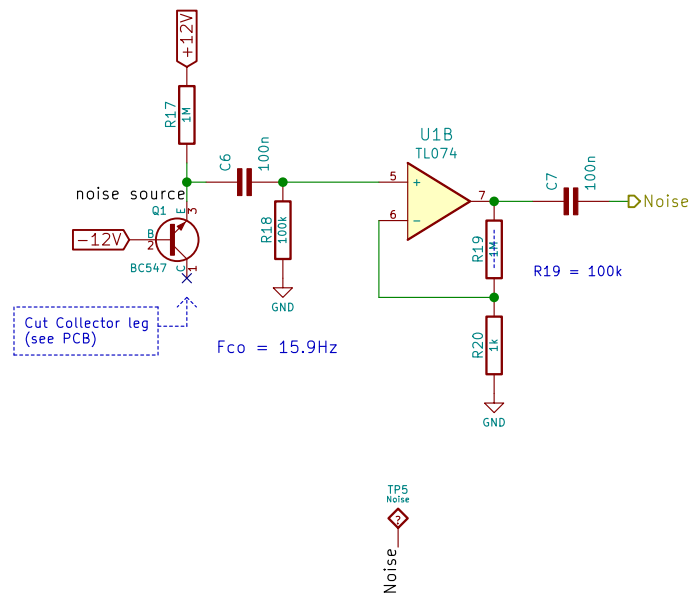 +12V
R17
1M
C6
100n
noise source
Q1
E
3
B
2
-12V
BC547
C
1
R18
100k
GND
Cut Collector leg
(see PCB)
Fco = 15.9Hz
U1B
TL074
5
+
6
-
7
C7
100n
Noise
R19
1M
R19 = 100k
R20
1k
GND
TP5
Noise
?
Noise